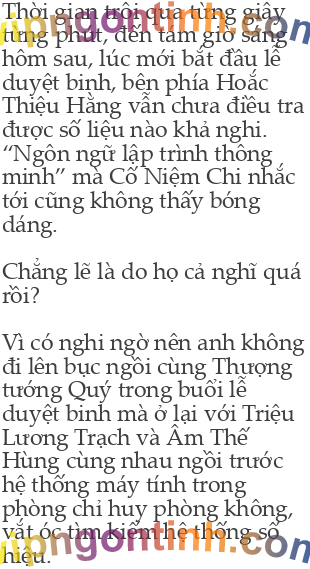 Thời gian trôi qua từng giây
từng phút, đến tám giờ sáng
hôm sau, lúc mới bắt đầu lễ
duyệt binh, bên phía Hoắc
Thiệu Hằng vẫn chưa điều tra
được số liệu nào khả nghi.
“Ngôn ngữ lập trình thông
minh” mà Cố Niệm Chi nhắc
tới cũng không thấy bóng
dáng.
Chẳng lẽ là do họ cả nghĩ quá
rồi?
Vì có nghi ngờ nên anh không
đi lên bục ngồi cùng Thượng
tướng Quý trong buổi lễ
duyệt binh mà ở lại với Triệu
Lương Trạch và Âm Thế
Hùng cùng nhau ngồi trước
hệ thống máy tính trong
phòng chỉ huy phòng không,
vắt óc tìm kiếm hệ thống số
hiệu.